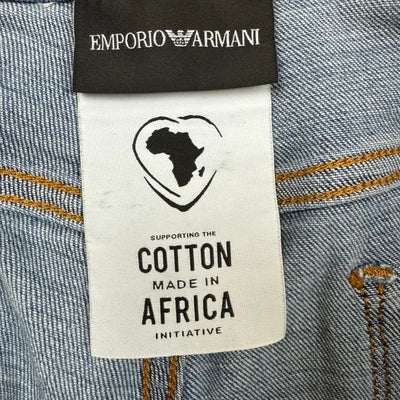 EMPORIO ARMANI
SUPPORTING THE
COTTON
MADE IN
AFRICA
INITIATIVE